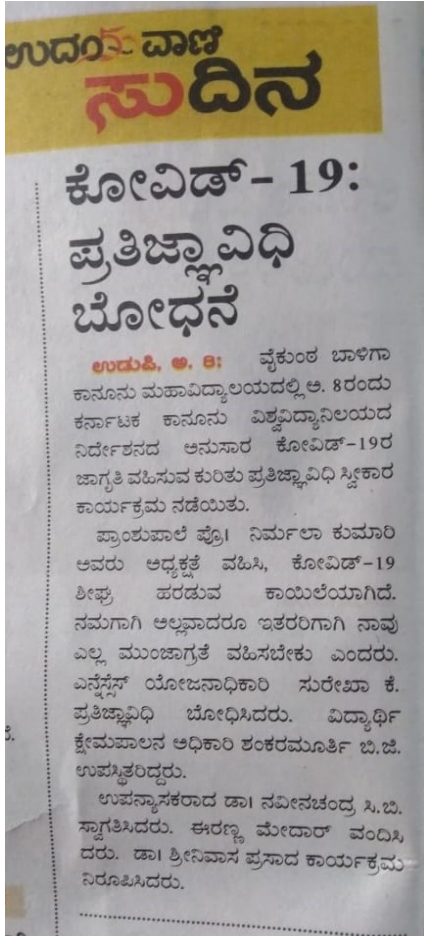 ಉದಯವಾಣಿ
ಸುದಿನ
ಕೋವಿಡ್ – 19:
ಪ್ರತಿಜ್ಞಾವಿಧಿ
ಬೋಧನೆ
ಉಡುಪಿ, ಅ. 8: ವೈಕುಂಠ ಬಾಳಿಗಾ
ಕಾನೂನು ಮಹಾವಿದ್ಯಾಲಯದಲ್ಲಿ ಅ. 8ರಂದು
ಕರ್ನಾಟಕ ಕಾನೂನು ವಿಶ್ವವಿದ್ಯಾನಿಲಯದ
ನಿರ್ದೇಶನದ ಅನುಸಾರ ಕೋವಿಡ್-19ರ
ಜಾಗೃತಿ ವಹಿಸುವ ಕುರಿತು ಪ್ರತಿಜ್ಞಾವಿಧಿ ಸ್ವೀಕಾರ
ಕಾರ್ಯಕ್ರಮ ನಡೆಯಿತು.
ಪ್ರಾಂಶುಪಾಲೆ ಪ್ರೊ। ನಿರ್ಮಲಾ ಕುಮಾರಿ
ಅವರು ಅಧ್ಯಕ್ಷತೆ ವಹಿಸಿ, ಕೋವಿಡ್-19
ಶೀಘ್ರ ಹರಡುವ ಕಾಯಿಲೆಯಾಗಿದೆ.
ನಮಗಾಗಿ ಅಲ್ಲವಾದರೂ ಇತರರಿಗಾಗಿ ನಾವು
ಎಲ್ಲ ಮುಂಜಾಗ್ರತೆ ವಹಿಸಬೇಕು ಎಂದರು.
ಎನ್ನೆಸ್ಸೆಸ್ ಯೋಜನಾಧಿಕಾರಿ ಸುರೇಖಾ ಕೆ.
ಪ್ರತಿಜ್ಞಾವಿಧಿ ಬೋಧಿಸಿದರು. ವಿದ್ಯಾರ್ಥಿ
ಕ್ಷೇಮಪಾಲನ ಅಧಿಕಾರಿ ಶಂಕರಮೂರ್ತಿ ಬಿ.ಜಿ.
ಉಪಸ್ಥಿತರಿದ್ದರು.
ಉಪನ್ಯಾಸಕರಾದ ಡಾ। ನವೀನಚಂದ್ರ ಸಿ.ಬಿ.
ಸ್ವಾಗತಿಸಿದರು. ಈರಣ್ಣ ಮೇದಾರ್ ವಂದಿಸಿ
ದರು. ಡಾ। ಶ್ರೀನಿವಾಸ ಪ್ರಸಾದ ಕಾರ್ಯಕ್ರಮ
ನಿರೂಪಿಸಿದರು.